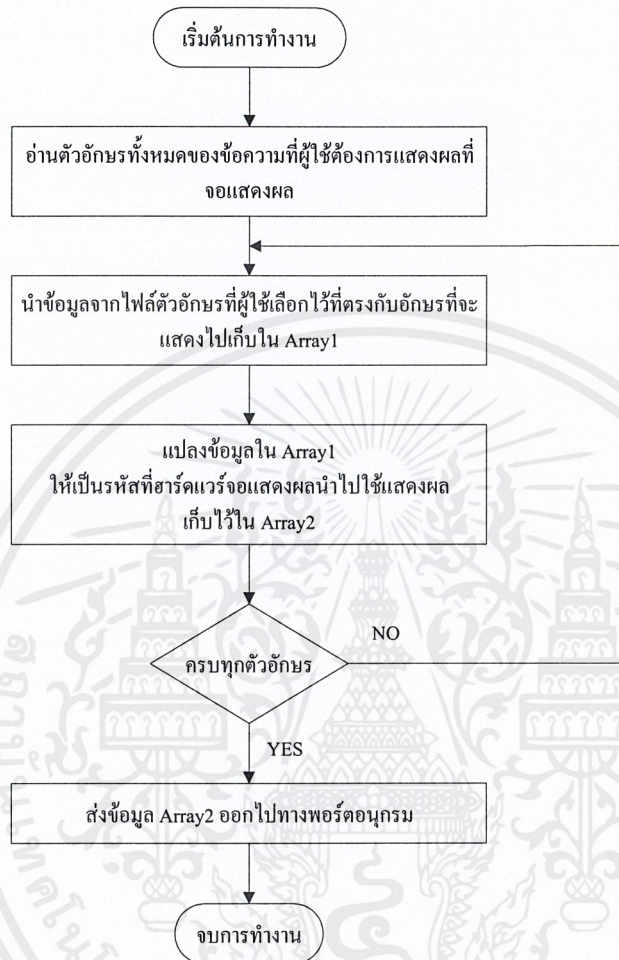 เริ่มต้นการทำงาน
อ่านตัวอักษรทั้งหมดของข้อความที่ผู้ใช้ต้องการแสดงผลที่
จอแสดงผล
นำข้อมูลจากไฟล์ตัวอักษรที่ผู้ใช้เลือกไว้ที่ตรงกับอักษรที่จะ
แสดงไปเก็บใน Array1
แปลงข้อมูลใน Array1
ให้เป็นรหัสที่ฮาร์ดแวร์จอแสดงผลนำไปใช้แสดงผล
เก็บไว้ใน Array2
ครบทุกตัวอักษร
NO
YES
ส่งข้อมูล Array2 ออกไปทางพอร์ตอนุกรม
จบการทำงาน